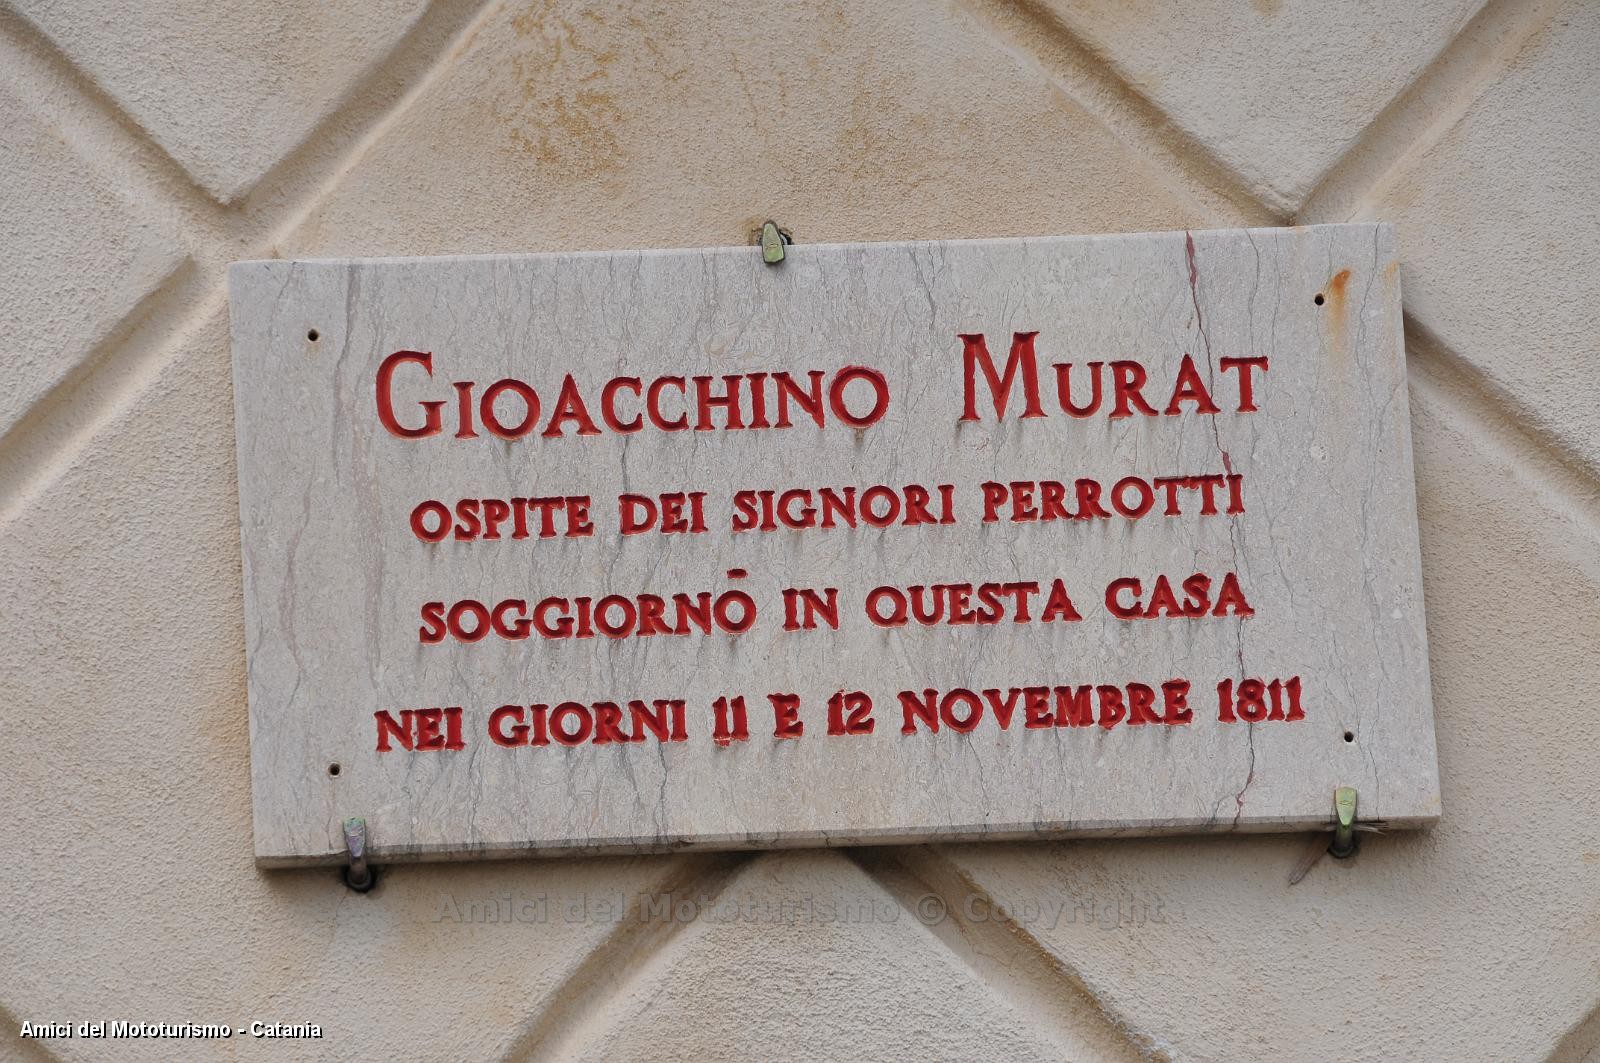 GIOACCHINO MURAT
OSPITE DEI SIGNORI PERROTTI
SOGGIORNŌ IN QUESTA CASA
NEI GIORNI 11 E 12 NOVEMBRE 1811
Amici del Mototurismo © Copyright
Amici del Mototurismo - Catania